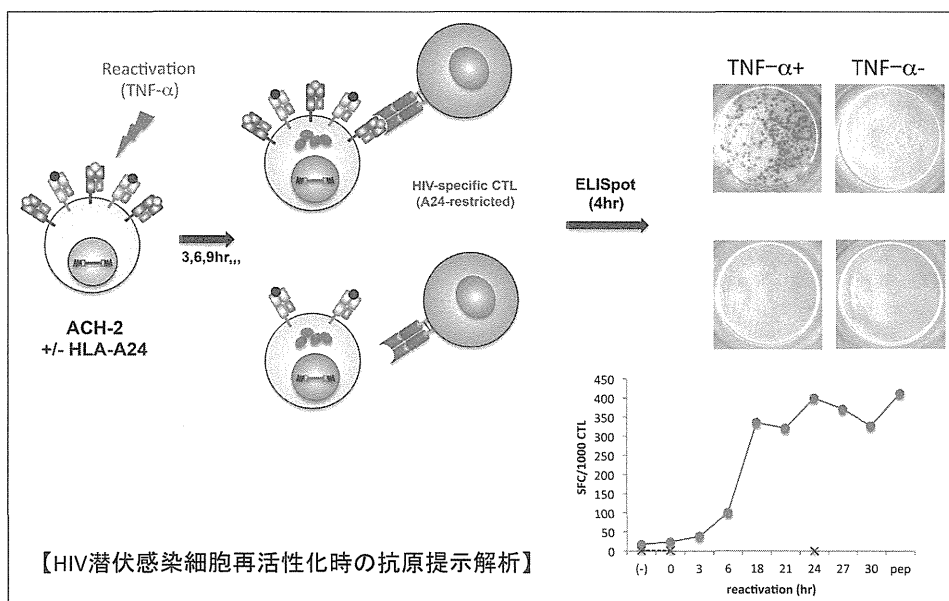 Reactivation
(TNF-α)
ACH-2
+/- HLA-A24
3,6,9hr,,,
HIV-specific CTL
(A24-restricted)
ELISpot
(4hr)
TNF-α+
TNF-α-
SFC/1000 CTL
450
400
350
300
250
200
150
100
50
0
(-) 0 3 6 18 21 24 27 30 pep
reactivation (hr)
【HIV潜伏感染細胞再活性化時の抗原提示解析】